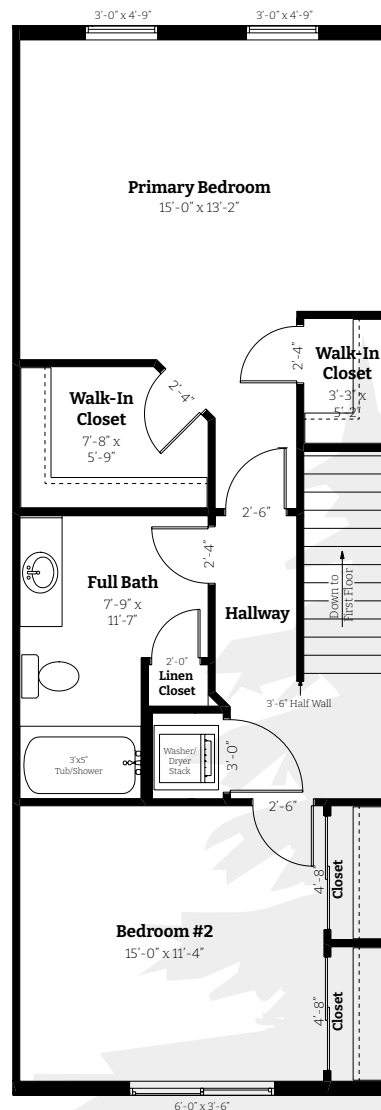 3'-0" x 4'-9"
3'-0" x 4'-9"
Primary Bedroom
15'-0" x 13'-2"
2'-4"
Walk-In
Closet
3'-3" x
5'-2"
2'-4"
Walk-In
Closet
7'-8" x
5'-9"
2'-6"
2'-4"
Full Bath
7'-9" x
11'-7"
Down to
First Floor
Hallway
2'-0"
Linen
Closet
3'-6" Half Wall
3'x5"
Tub/Shower
Washer/
Dryer
Stack
3'-0"
2'-6"
4'-8"
Closet
Bedroom #2
15'-0" x 11'-4"
4'-8"
Closet
6'-0" x 3'-6"